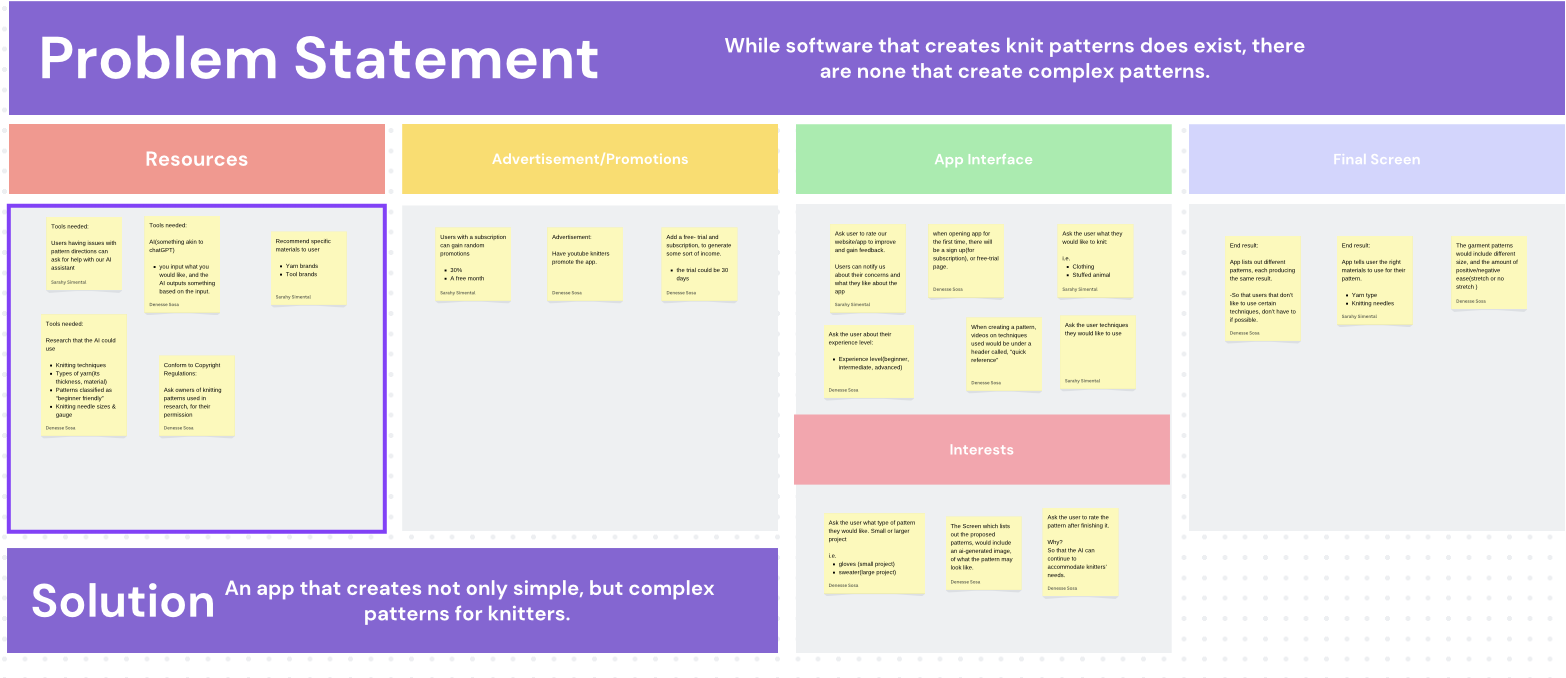 Problem Statement
While software that creates knit patterns does exist, there
are none that create complex patterns.
Resources
Advertisement/Promotions
App Interface
Final Screen
Tools needed:
Users having issues with
pattern directions can
ask for help with our AI
assistant
Sarahy Simental
Tools needed:
AI(something akin to
chatGPT)
• you input what you
would like, and the
AI outputs something
based on the input.
Denesse Sosa
Recommend specific
materials to user
• Yarn brands
• Tool brands
Sarahy Simental
Tools needed:
Research that the AI could
use
• Knitting techniques
• Types of yarn(its
thickness, material)
• Patterns classified as
"beginner friendly"
• Knitting needle sizes &
gauge
Denesse Sosa
Conform to Copyright
Regulations:
Ask owners of knitting
patterns used in
research, for their
permission
Denesse Sosa
Users with a subscription
can gain random
promotions
• 30%
• A free month
Sarahy Simental
Advertisement:
Have youtube knitters
promote the app.
Denesse Sosa
Add a free- trial and
subscription, to generate
some sort of income.
• the trial could be 30
days
Denesse Sosa
Ask user to rate our
website/app to improve
and gain feedback.
Users can notify us
about their concerns and
what they like about the
app
Sarahy Simental
when opening app for
the first time, there will
be a sign up(for
subscription), or free-trial
page.
Denesse Sosa
Ask the user what they
would like to knit:
i.e.
• Clothing
• Stuffed animal
Sarahy Simental
Ask the user about their
experience level:
• Experience level(beginner,
intermediate, advanced)
Denesse Sosa
When creating a pattern,
videos on techniques
used would be under a
header called, "quick
reference"
Denesse Sosa
Ask the user techniques
they would like to use
Sarahy Simental
Interests
Ask the user what type of pattern
they would like. Small or larger
project
i.e.
• gloves (small project)
• sweater(large project)
Denesse Sosa
The Screen which lists
out the proposed
patterns, would include
an ai-generated image,
of what the pattern may
look like.
Denesse Sosa
Ask the user to rate the
pattern after finishing it.
Why?
So that the AI can
continue to
accommodate knitters'
needs.
Denesse Sosa
End result:
App lists out different
patterns, each producing
the same result.
-So that users that don't
like to use certain
techniques, don't have to
if possible.
Denesse Sosa
End result:
App tells user the right
materials to use for their
pattern.
• Yarn type
• Knitting needles
Sarahy Simental
The garment patterns
would include different
size, and the amount of
positive/negative
ease(stretch or no
stretch )
Denesse Sosa
Solution
An app that creates not only simple, but complex
patterns for knitters.